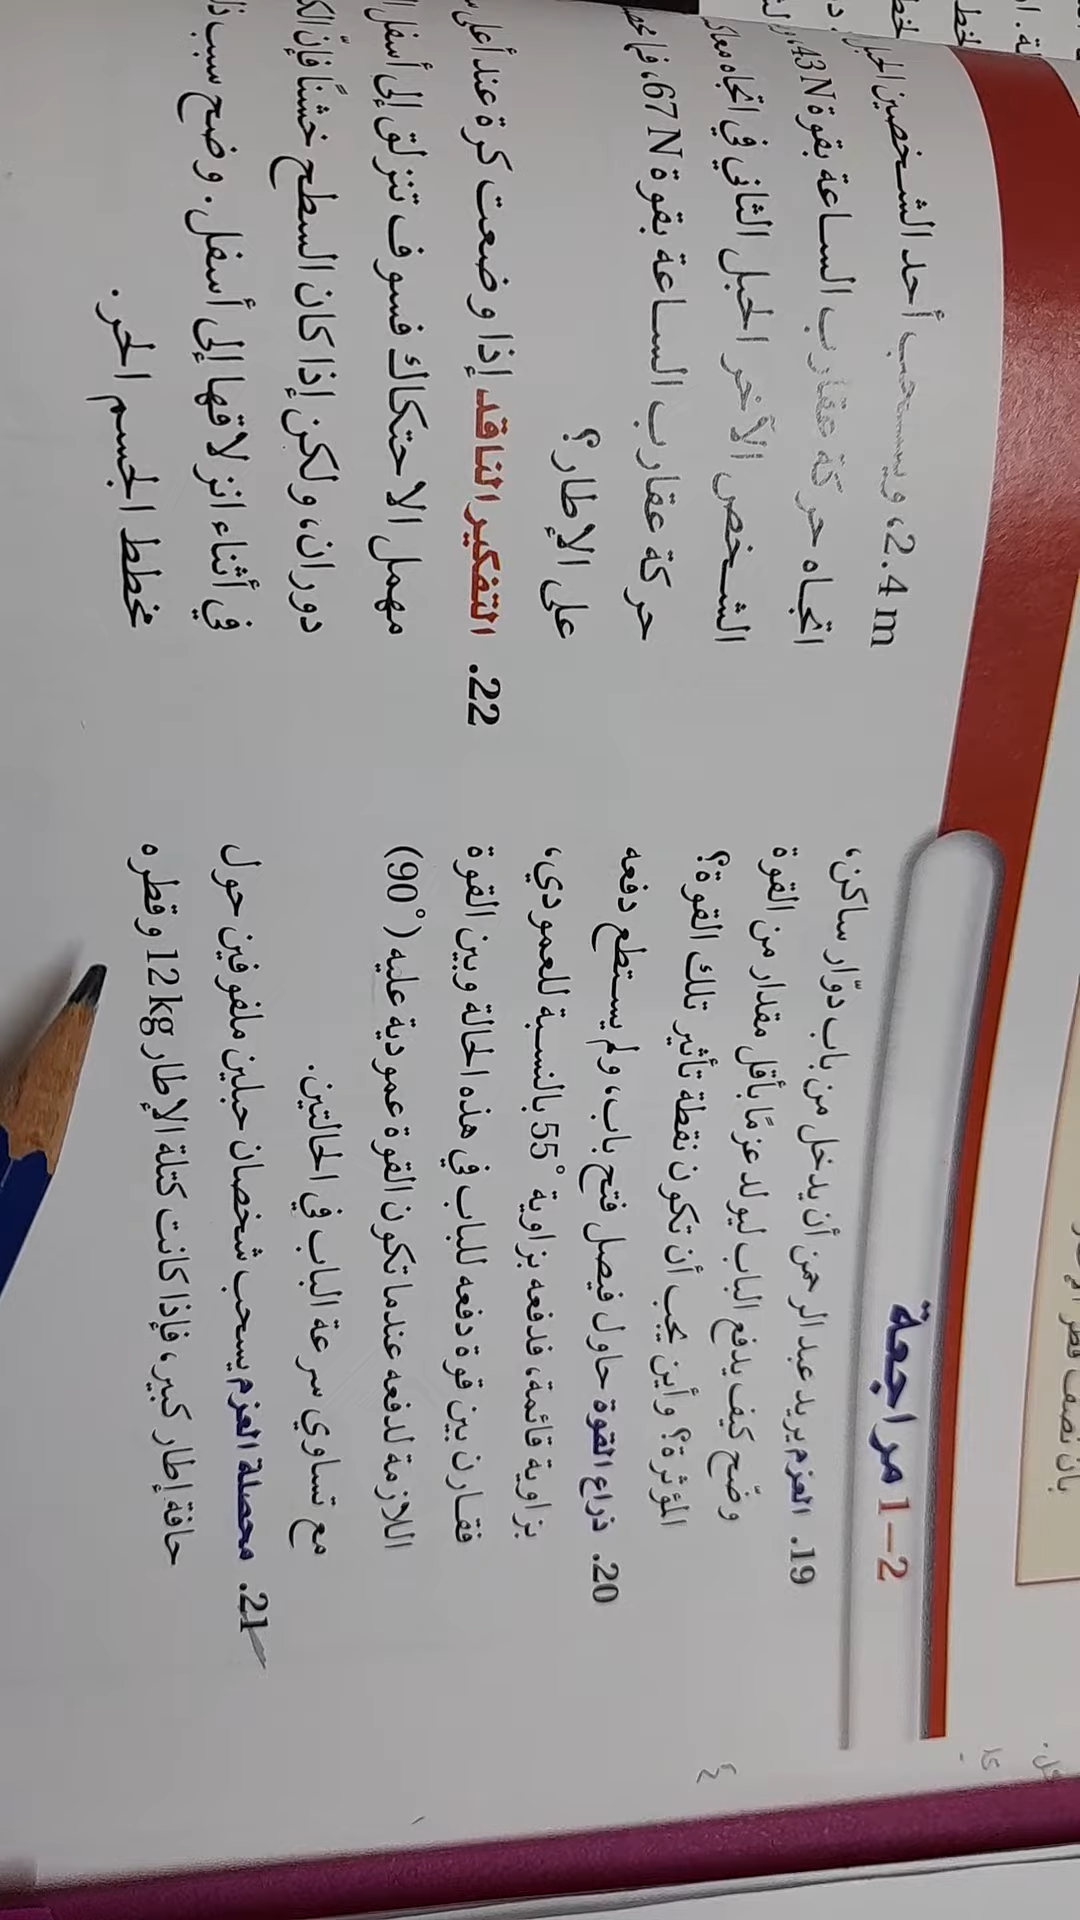 1-2 مراجعة
19. العزم يريد عبد الرحمن أن يدخل من باب دوّار ساكن،
وضّح كيف يدفع الباب ليولد عزمًا بأقل مقدار من القوة
المؤثرة؟ وأين يجب أن تكون نقطة تأثير تلك القوة؟
20. ذراع القوة حاول فيصل فتح باب، ولم يستطع دفعه
بزاوية قائمة، فدفعه بزاوية 55° بالنسبة للعمودي،
فقارن بين قوة دفعه للباب في هذه الحالة وبين القوة
اللازمة لدفعه عندما تكون القوة عمودية عليه (90°)
مع تساوي سرعة الباب في الحالتين.
21. محصلة العزم يسحب شخصان حبلين ملفوفين حول
حافة إطار كبير، فإذا كانت كتلة الإطار 12 kg وقطره
2.4 m، ويسحب أحد الشخصين الحبل
اتجاه حركة عقارب الساعة بقوة 43 N،
الشخص الآخر الحبل الثاني في اتجاه
حركة عقارب الساعة بقوة 67 N،
على الإطار؟
22. التفكير الناقد إذا وضعت كرة عند أعلى
مهمل الاحتكاك فسوف تنزلق إلى أسفل
دوران، ولكن إذا كان السطح خشنًا فإن
في أثناء انزلاقها إلى أسفل. وضح سبب
مخطط الجسم الحر.